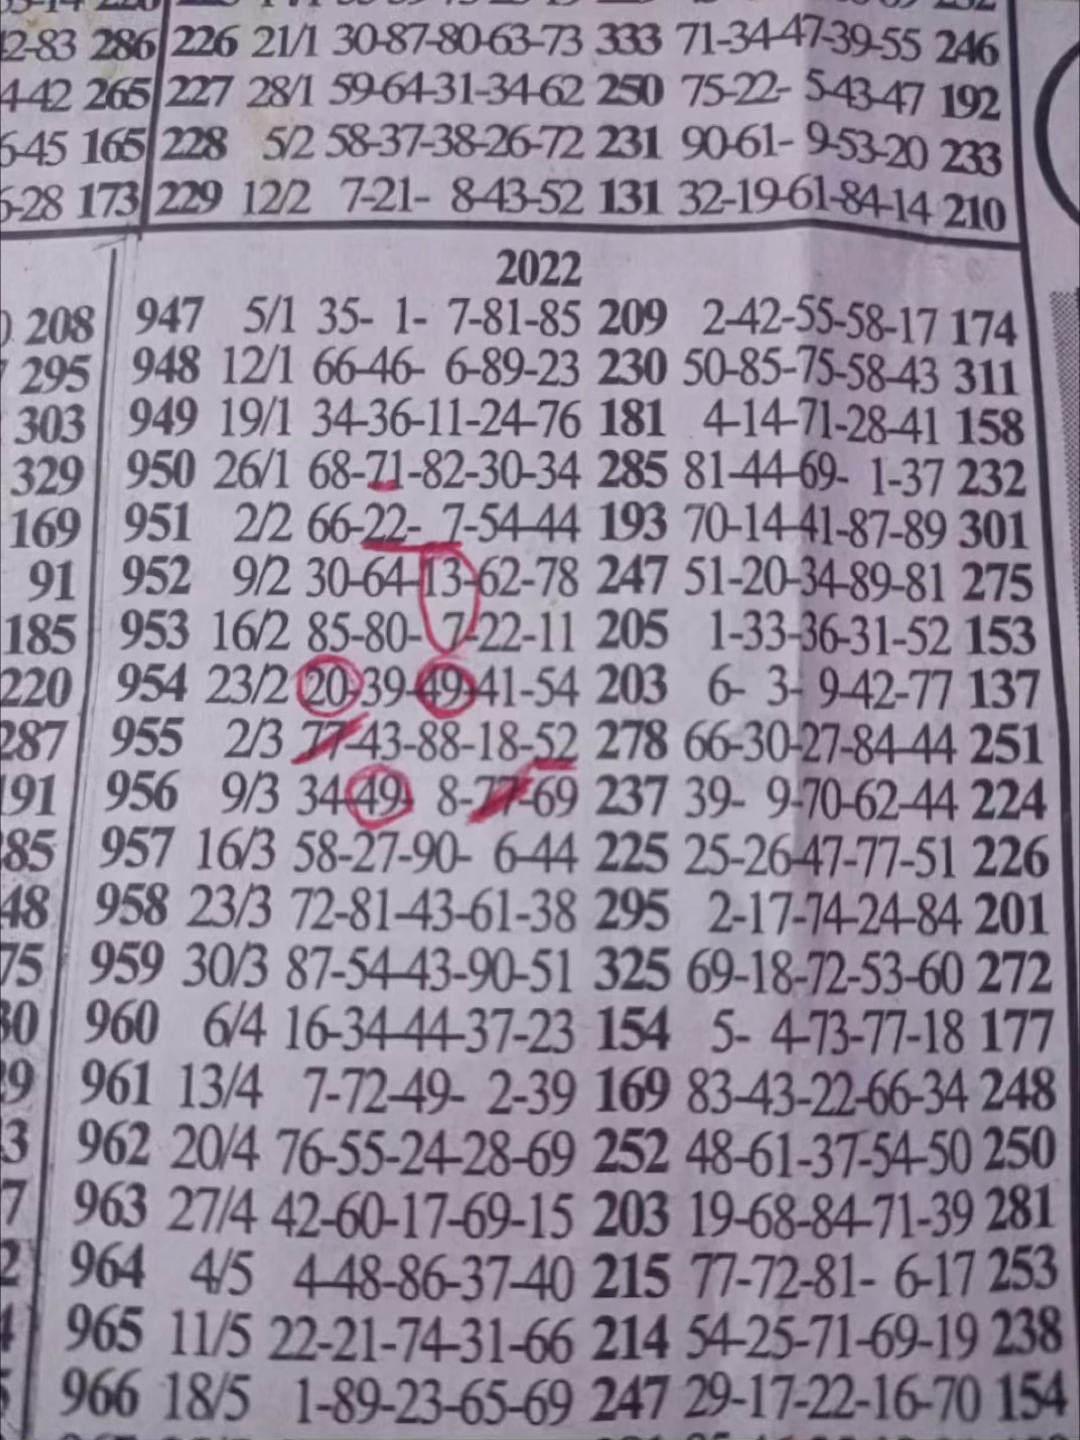 2-83 286 226 21/1 30-87-80-63-73 333 71-34-47-39-55 246
4-42 265 227 28/1 59-64-31-34-62 250 75-22- 5-43-47 192
5-45 165 228 5/2 58-37-38-26-72 231 90-61- 9-53-20 233
-28 173 229 12/2 7-21- 8-43-52 131 32-19-61-84-14 210
2022
208 947 5/1 35- 1- 7-81-85 209 2-42-55-58-17 174
295 948 12/1 66-46- 6-89-23 230 50-85-75-58-43 311
303 949 19/1 34-36-11-24-76 181 4-14-71-28-41 158
329 950 26/1 68-71-82-30-34 285 81-44-69- 1-37 232
169 951 2/2 66-22- 7-54-44 193 70-14-41-87-89 301
91 952 9/2 30-64-13-62-78 247 51-20-34-89-81 275
185 953 16/2 85-80- 7-22-11 205 1-33-36-31-52 153
220 954 23/2 20-39-49-41-54 203 6- 3- 9-42-77 137
287 955 2/3 77-43-88-18-52 278 66-30-27-84-44 251
191 956 9/3 34-49- 8-77-69 237 39- 9-70-62-44 224
85 957 16/3 58-27-90- 6-44 225 25-26-47-77-51 226
48 958 23/3 72-81-43-61-38 295 2-17-74-24-84 201
75 959 30/3 87-54-43-90-51 325 69-18-72-53-60 272
30 960 6/4 16-34-44-37-23 154 5- 4-73-77-18 177
9 961 13/4 7-72-49- 2-39 169 83-43-22-66-34 248
3 962 20/4 76-55-24-28-69 252 48-61-37-54-50 250
7 963 27/4 42-60-17-69-15 203 19-68-84-71-39 281
2 964 4/5 4-48-86-37-40 215 77-72-81- 6-17 253
4 965 11/5 22-21-74-31-66 214 54-25-71-69-19 238
966 18/5 1-89-23-65-69 247 29-17-22-16-70 154